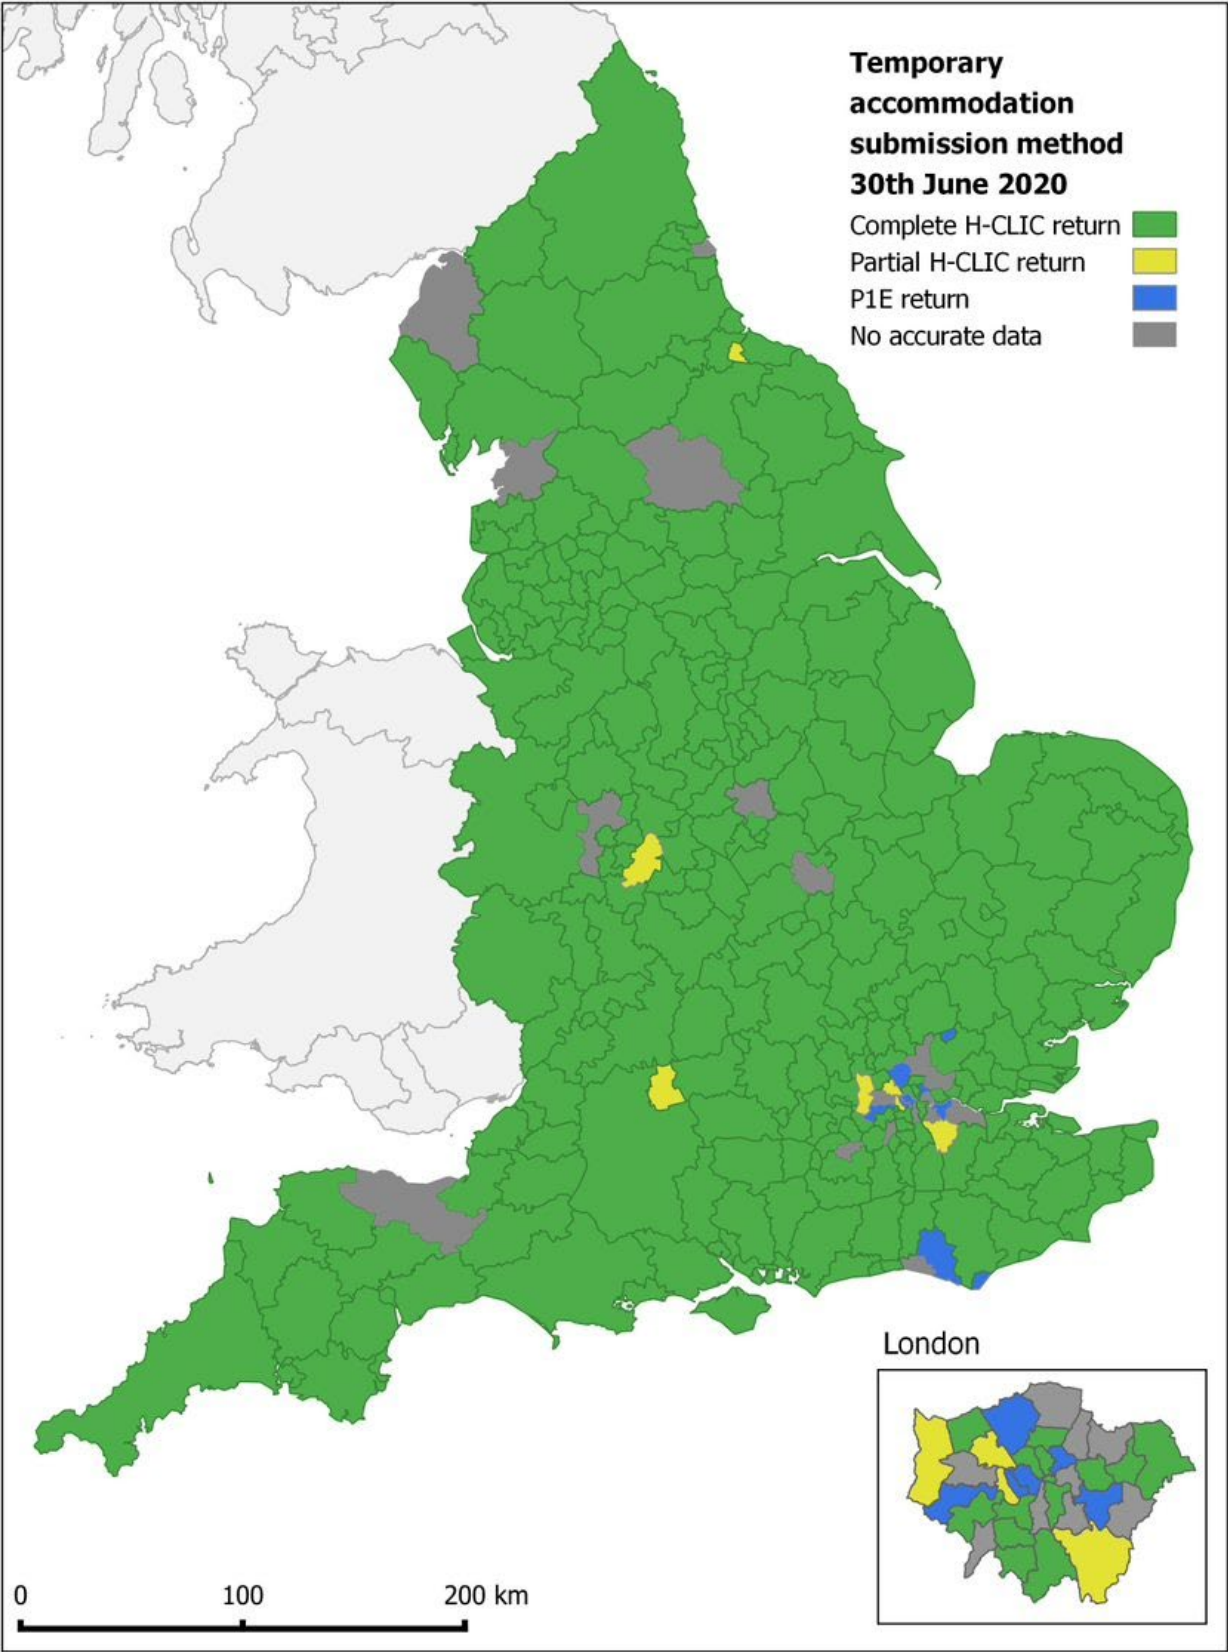 Temporary
accommodation
submission method
30th June 2020
Complete H-CLIC return
Partial H-CLIC return
P1E return
No accurate data
London
0 100 200 km